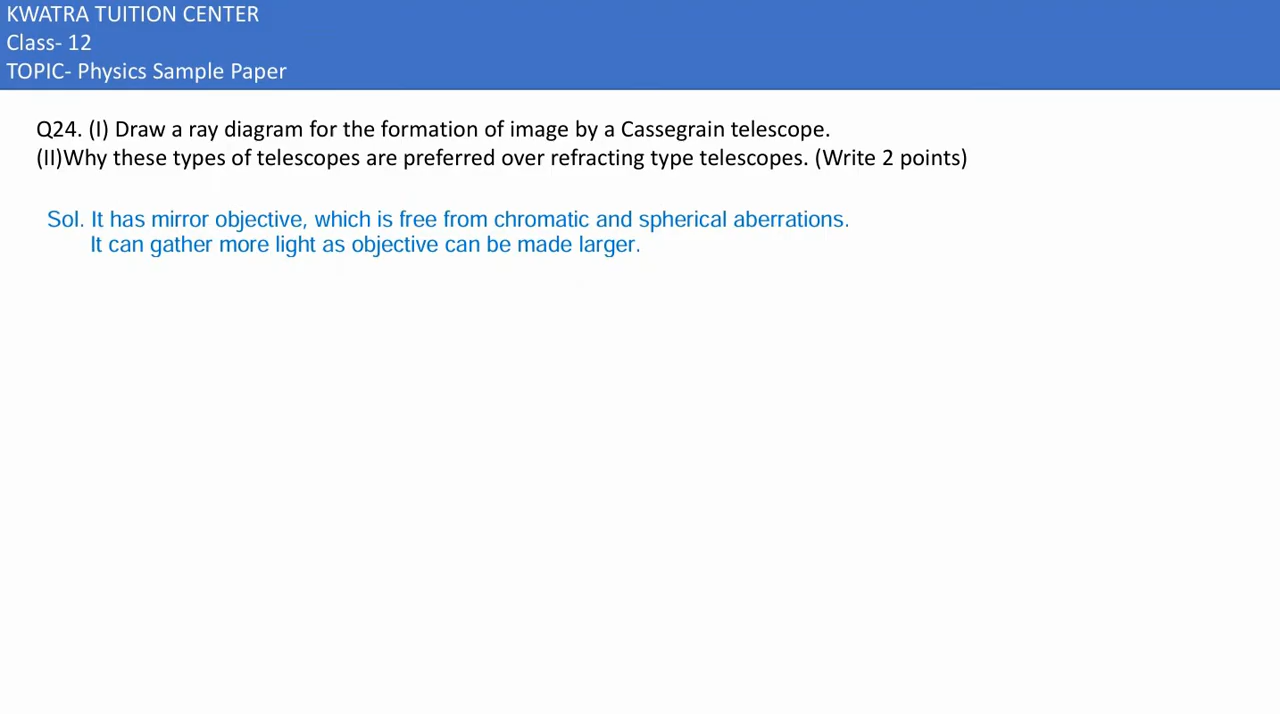 KWATRA TUITION CENTER
Class- 12
TOPIC- Physics Sample Paper
Q24. (I) Draw a ray diagram for the formation of image by a Cassegrain telescope.
(II)Why these types of telescopes are preferred over refracting type telescopes. (Write 2 points)
Sol. It has mirror objective, which is free from chromatic and spherical aberrations.
It can gather more light as objective can be made larger.